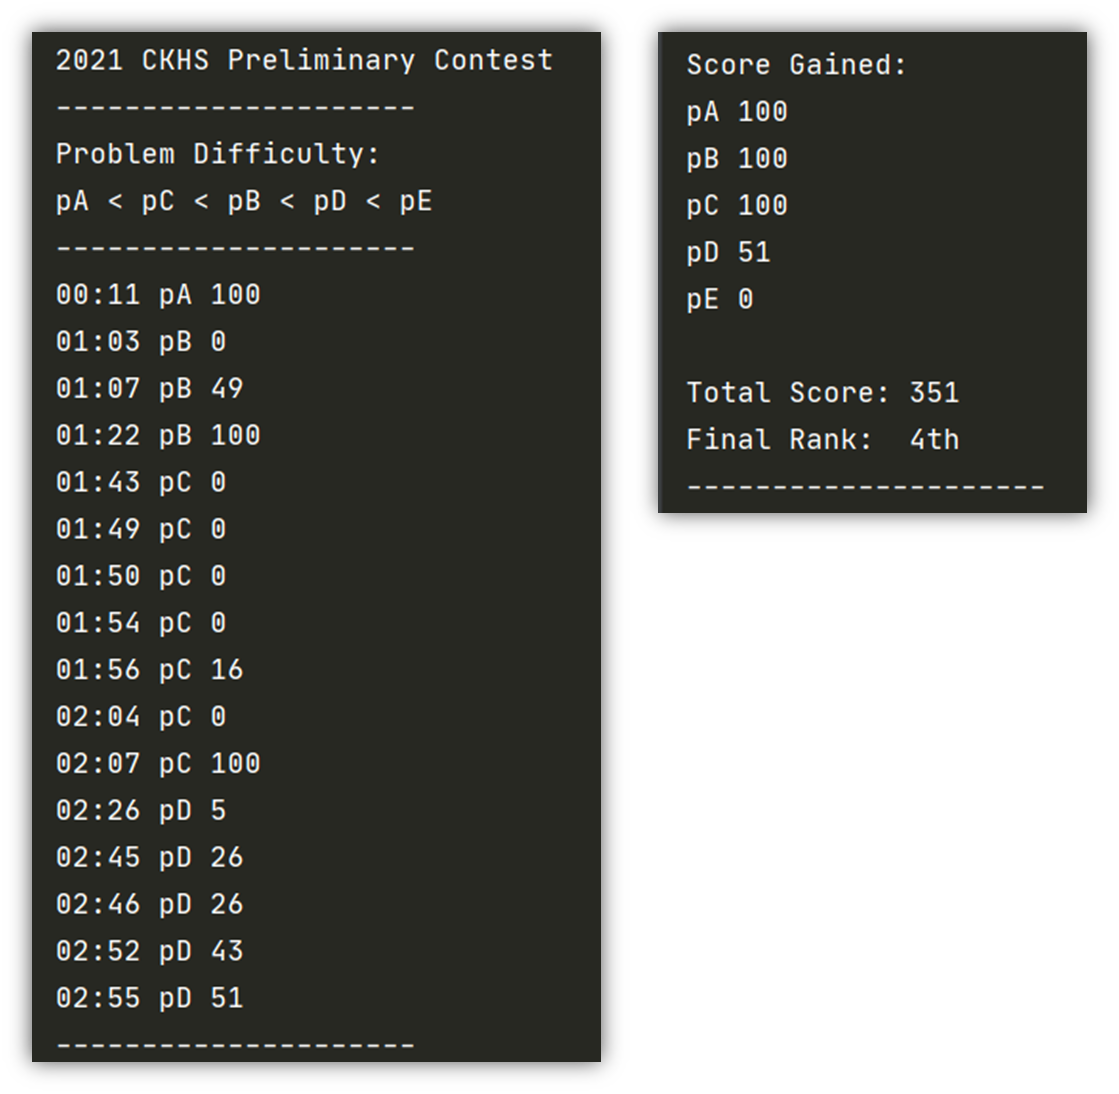 2021 CKHS Preliminary Contest
---------------------
Problem Difficulty:
pA < pC < pB < pD < pE
---------------------
00:11 pA 100
01:03 pB 0
01:07 pB 49
01:22 pB 100
01:43 pC 0
01:49 pC 0
01:50 pC 0
01:54 pC 0
01:56 pC 16
02:04 pC 0
02:07 pC 100
02:26 pD 5
02:45 pD 26
02:46 pD 26
02:52 pD 43
02:55 pD 51
---------------------
Score Gained:
pA 100
pB 100
pC 100
pD 51
pE 0
Total Score: 351
Final Rank:  4th
---------------------